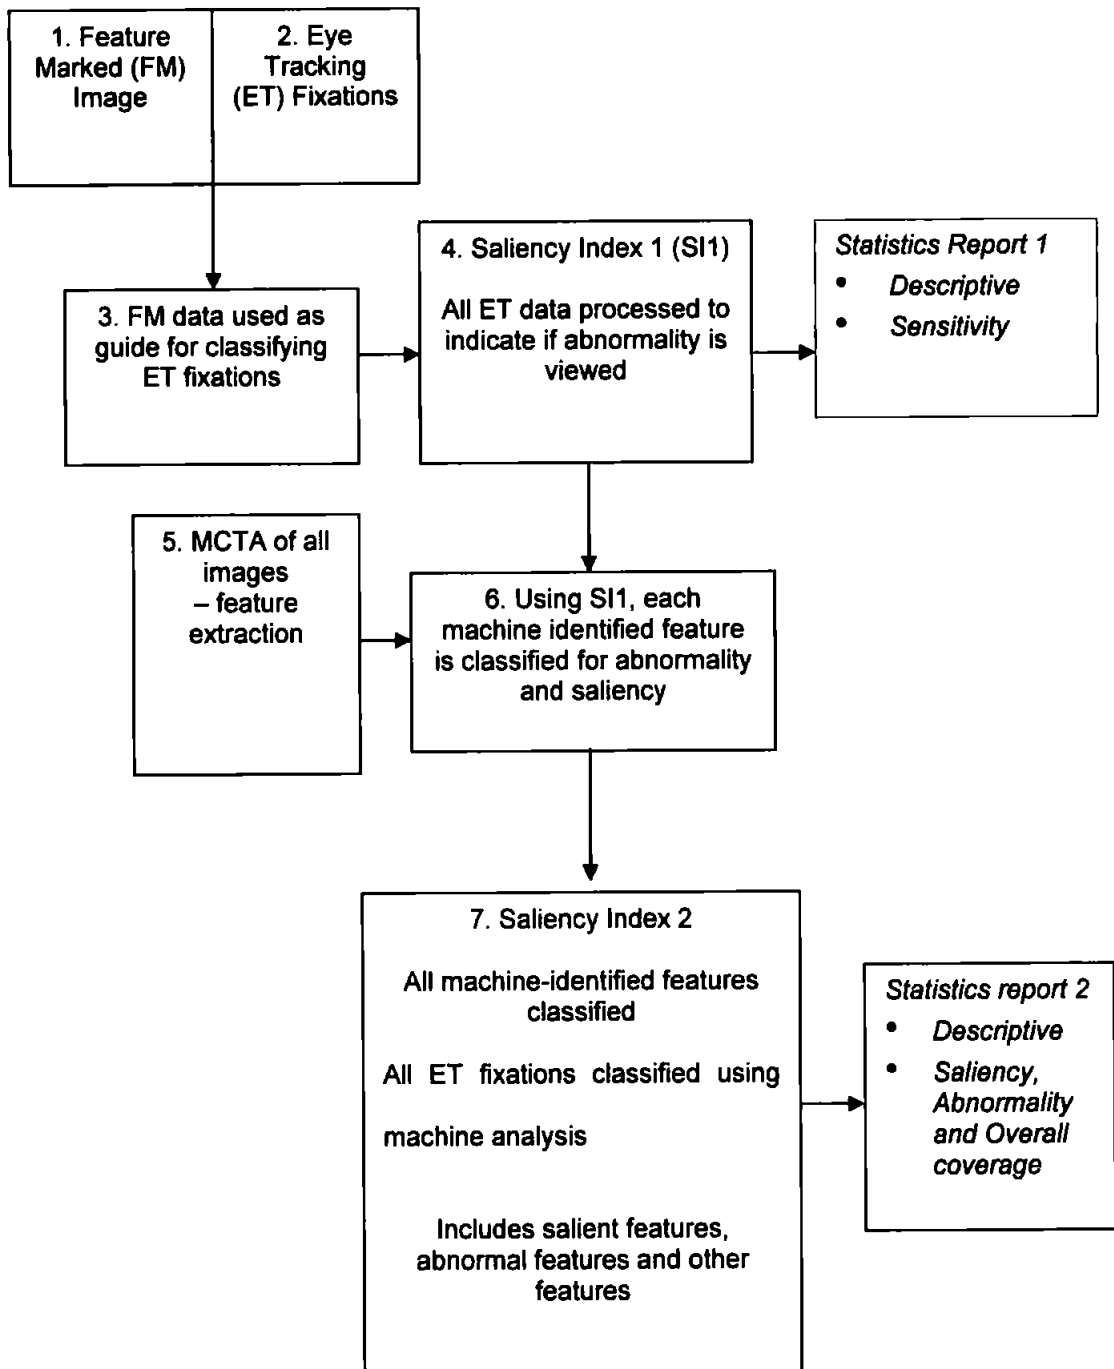 1. Feature
Marked (FM)
Image
2. Eye
Tracking
(ET) Fixations
3. FM data used as
guide for classifying
ET fixations
4. Saliency Index 1 (SI1)
All ET data processed to
indicate if abnormality is
viewed
Statistics Report 1
• Descriptive
• Sensitivity
5. MCTA of all
images
– feature
extraction
6. Using SI1, each
machine identified feature
is classified for abnormality
and saliency
7. Saliency Index 2
All machine-identified features
classified
All ET fixations classified using
machine analysis
Includes salient features,
abnormal features and other
features
Statistics report 2
• Descriptive
• Saliency,
Abnormality
and Overall
coverage